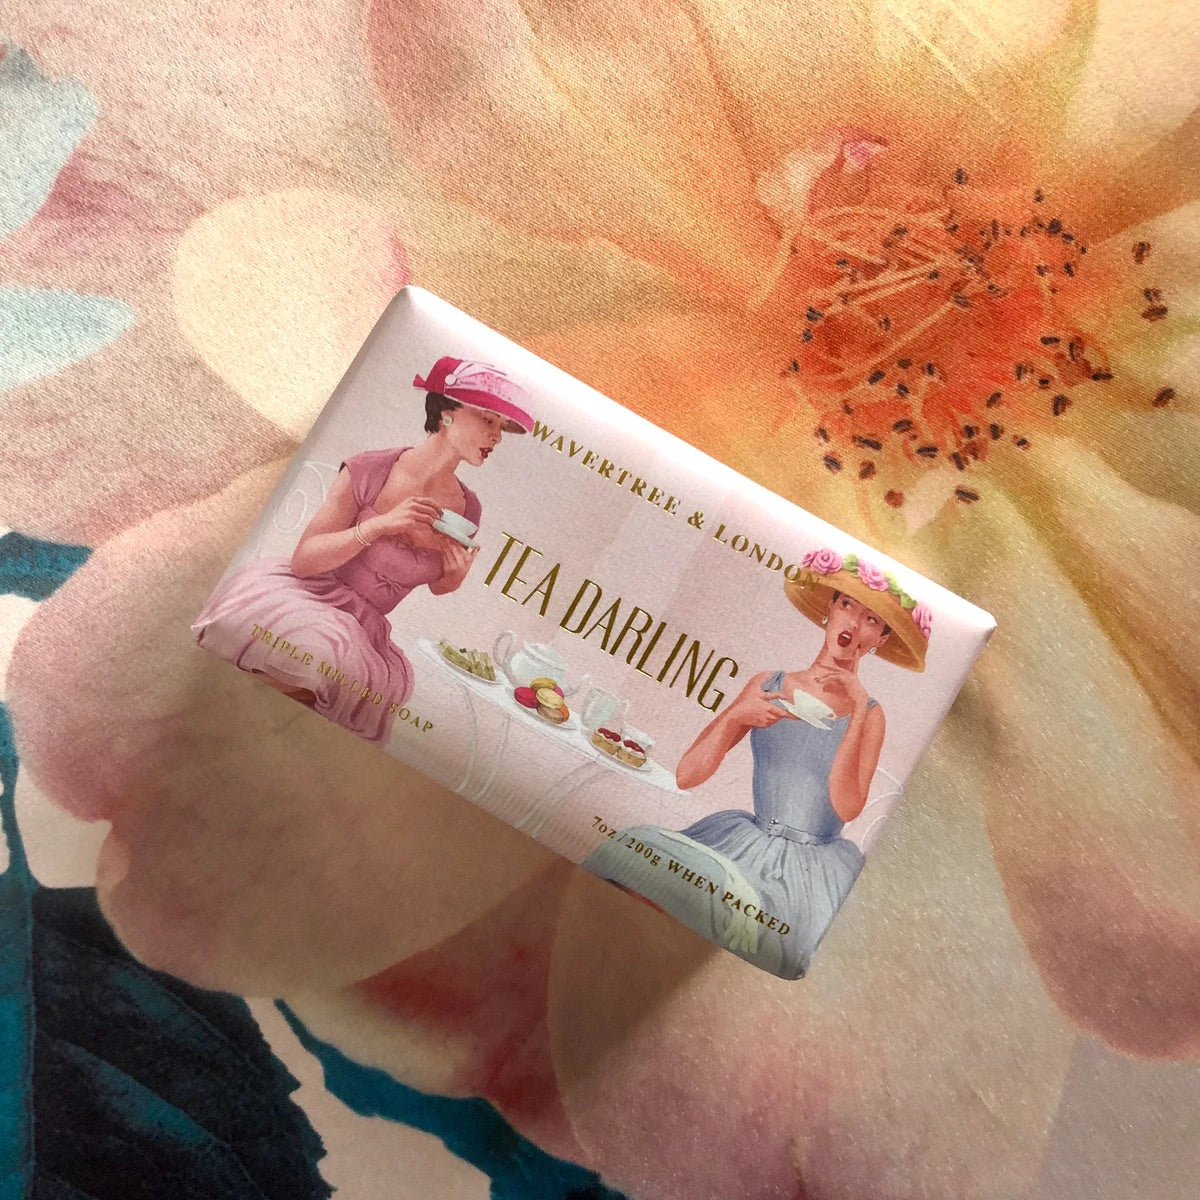 WAVERTREE & LONDON
TEA DARLING
TRIPLE MILLED SOAP
7oz / 200g WHEN PACKED